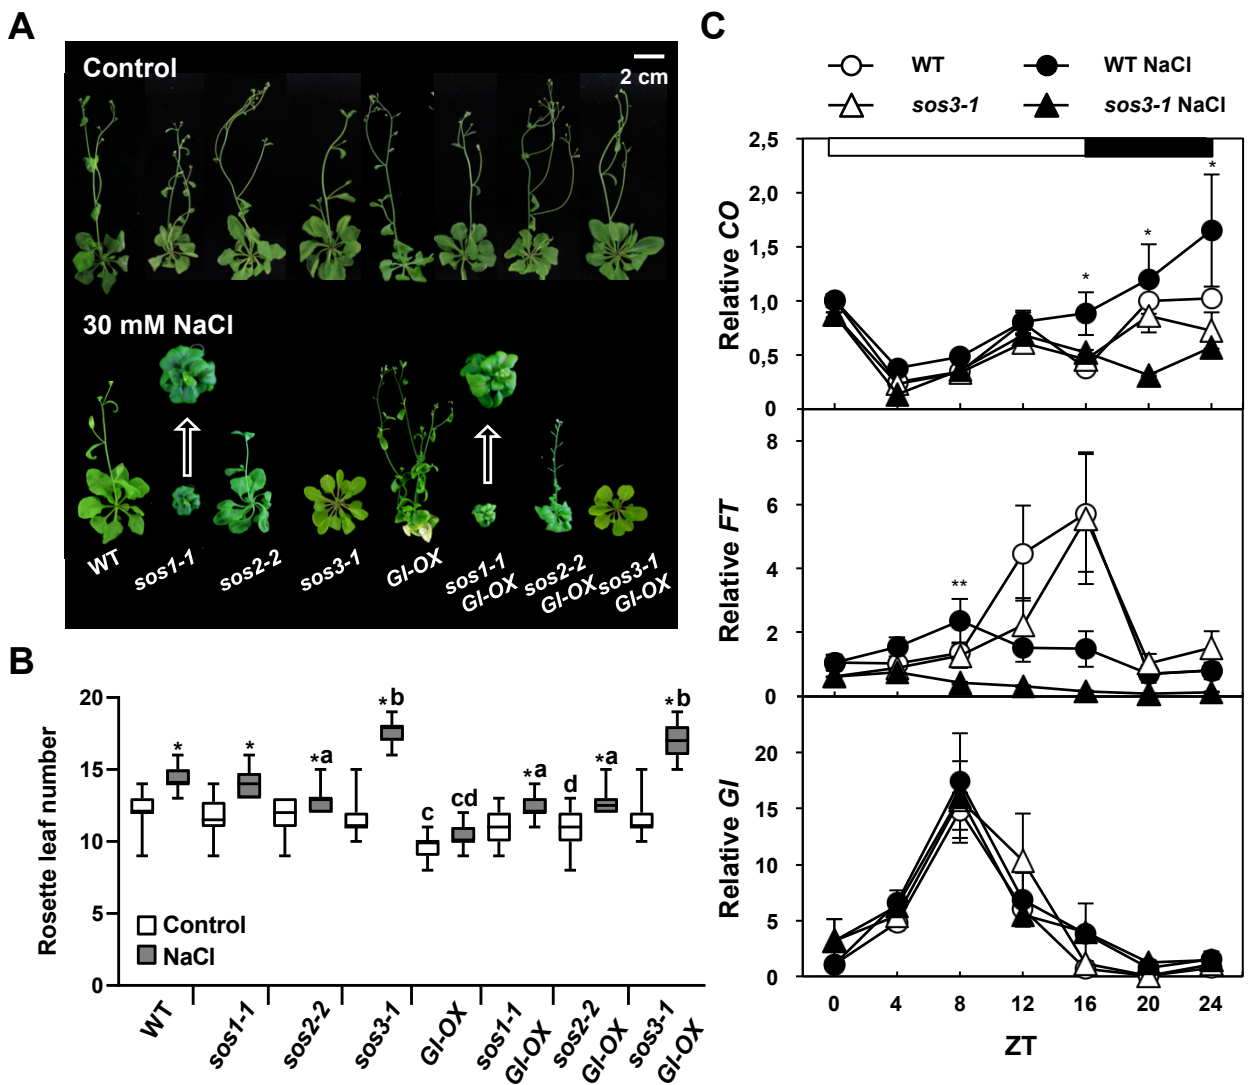 A
Control
2 cm
30 mM NaCl
WT
sos1-1
sos2-2
sos3-1
GI-OX
sos1-1
GI-OX
sos2-2
GI-OX
sos3-1
GI-OX
B
Rosette leaf number
20
15
10
5
0
* * *a *b c cd *a d *a *b
Control
NaCl
WT
sos1-1
sos2-2
sos3-1
GI-OX
sos1-1
GI-OX
sos2-2
GI-OX
sos3-1
GI-OX
C
WT
WT NaCl
sos3-1
sos3-1 NaCl
Relative CO
2,5
2,0
1,5
1,0
0,5
0
* * *
Relative FT
8
6
4
2
0
**
Relative GI
20
15
10
5
0
0 4 8 12 16 20 24
ZT